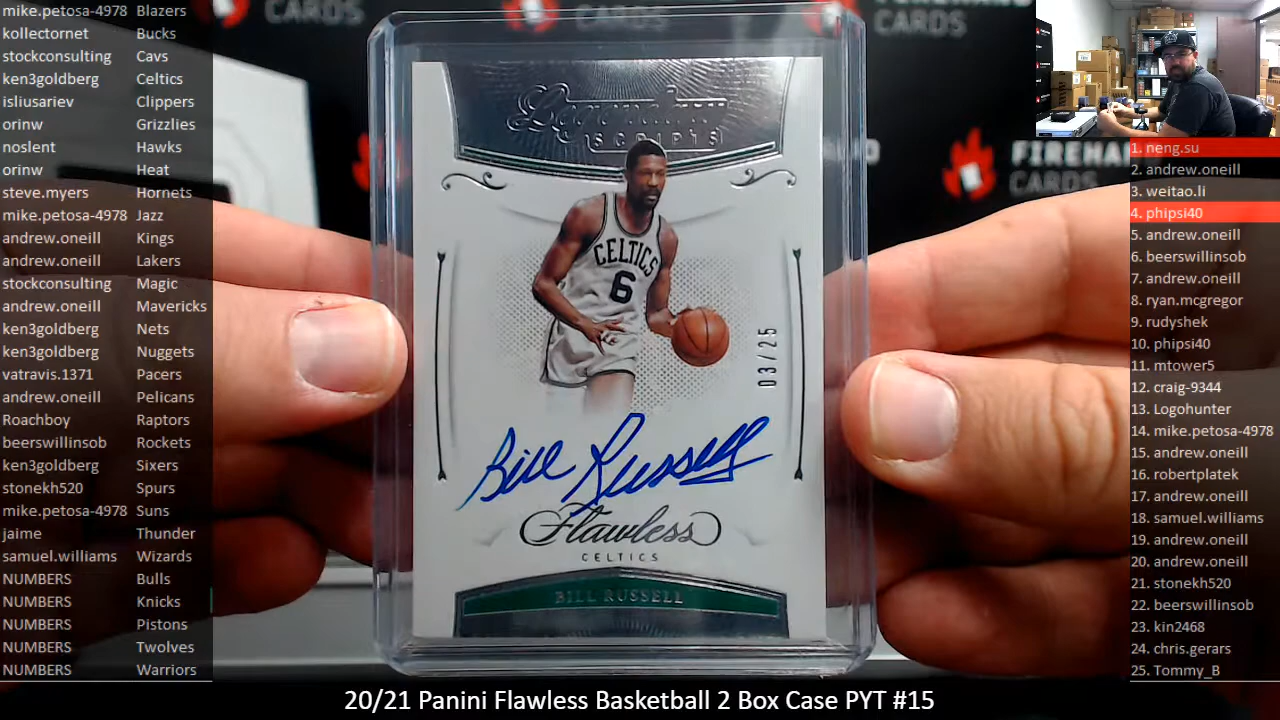 mike.petosa-4978 Blazers
kollectornet Bucks
stockconsulting Cavs
ken3goldberg Celtics
isliusariev Clippers
orinw Grizzlies
noslent Hawks
orinw Heat
steve.myers Hornets
mike.petosa-4978 Jazz
andrew.oneill Kings
andrew.oneill Lakers
stockconsulting Magic
andrew.oneill Mavericks
ken3goldberg Nets
ken3goldberg Nuggets
vatravis.1371 Pacers
andrew.oneill Pelicans
Roachboy Raptors
beerswillinsob Rockets
ken3goldberg Sixers
stonekh520 Spurs
mike.petosa-4978 Suns
jaime Thunder
samuel.williams Wizards
NUMBERS Bulls
NUMBERS Knicks
NUMBERS Pistons
NUMBERS Twolves
NUMBERS Warriors
CARDS
CARDS
CARDS
Legendary
SCRIPTS
CELTICS
6
03/25
Bill Russell
Flawless
CELTICS
BILL RUSSELL
FIREHAND
CARDS
1. neng.su
2. andrew.oneill
3. weitao.li
4. phipsi40
5. andrew.oneill
6. beerswillinsob
7. andrew.oneill
8. ryan.mcgregor
9. rudyshek
10. phipsi40
11. mtower5
12. craig-9344
13. Logohunter
14. mike.petosa-4978
15. andrew.oneill
16. robertplatek
17. andrew.oneill
18. samuel.williams
19. andrew.oneill
20. andrew.oneill
21. stonekh520
22. beerswillinsob
23. kin2468
24. chris.gerars
25. Tommy_B
20/21 Panini Flawless Basketball 2 Box Case PYT #15